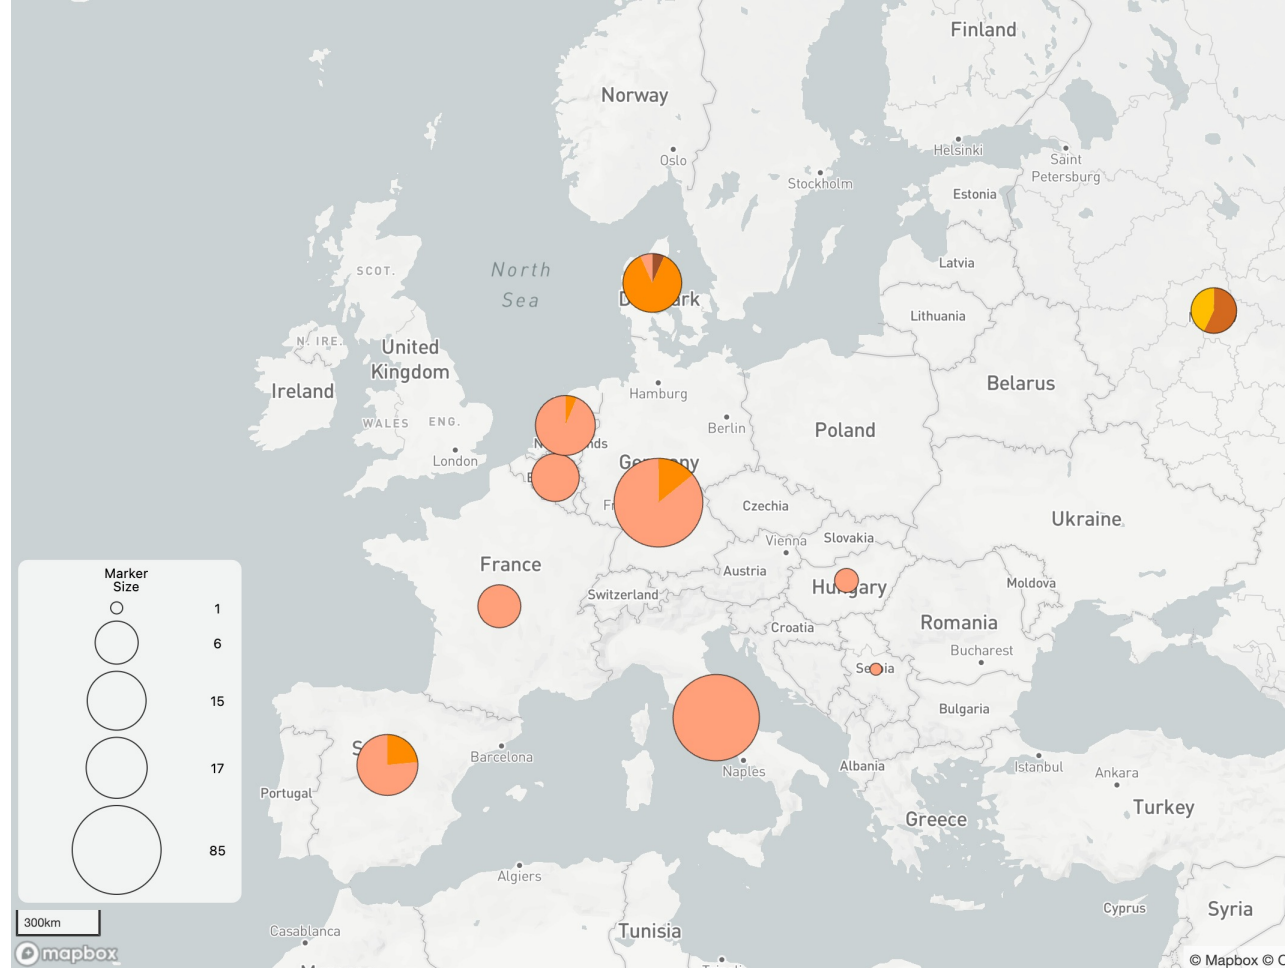 Finland
Norway
Helsinki
Oslo
Saint
Petersburg
Stockholm
Estonia
North
Sea
SCOT.
Latvia
Lithuania
N. IRE.
United
Kingdom
Ireland
Belarus
Hamburg
WALES
ENG.
Berlin
Poland
London
Czechia
Ukraine
Vienna
Slovakia
France
Austria
Hungary
Moldova
Switzerland
Romania
Croatia
Bucharest
Serbia
Bulgaria
Barcelona
Naples
Albania
Istanbul
Ankara
Portugal
Greece
Turkey
Algiers
Cyprus
Syria
Casablanca
Tunisia
Marker
Size
1
6
15
17
85
300km
mapbox
© Mapbox ©